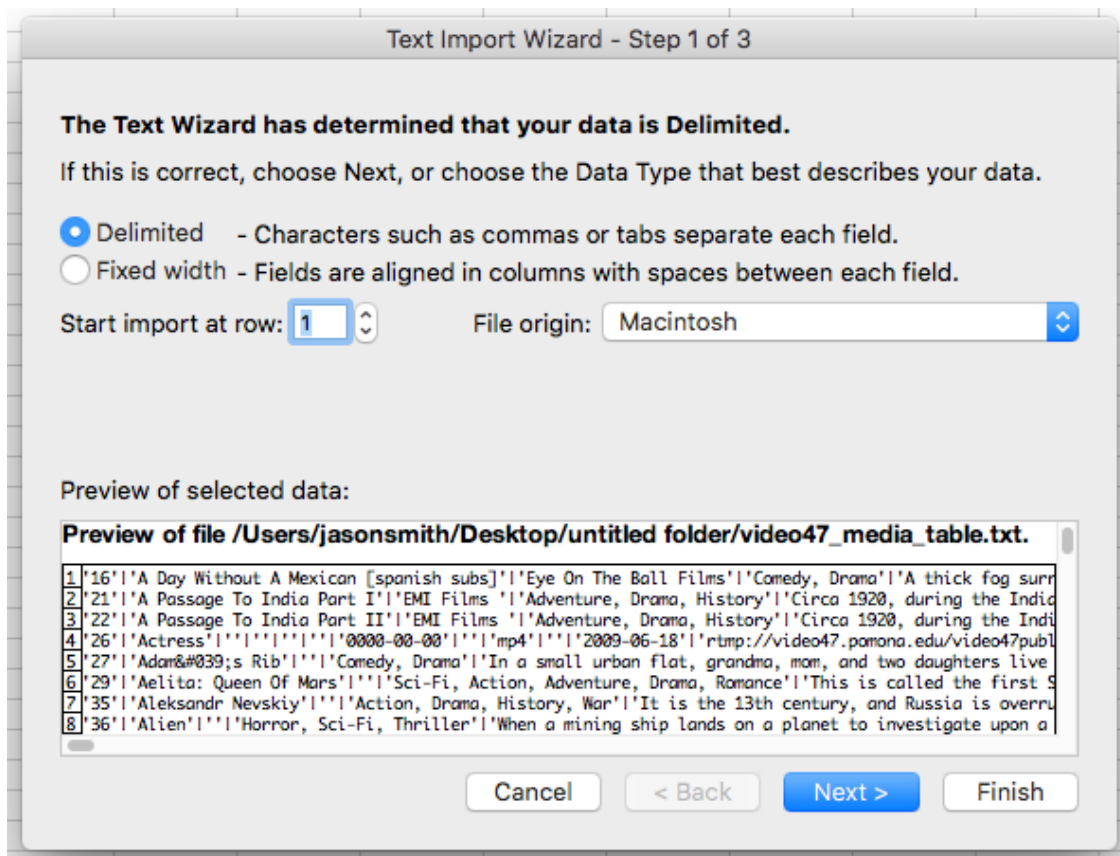 Text Import Wizard - Step 1 of 3
The Text Wizard has determined that your data is Delimited.
If this is correct, choose Next, or choose the Data Type that best describes your data.
Delimited - Characters such as commas or tabs separate each field.
Fixed width - Fields are aligned in columns with spaces between each field.
Start import at row: 1 File origin: Macintosh
Preview of selected data:
Preview of file /Users/jasonsmith/Desktop/untitled folder/video47_media_table.txt.
1 '16'|'A Day Without A Mexican [spanish subs]'|'Eye On The Ball Films'|'Comedy, Drama'|'A thick fog surr
2 '21'|'A Passage To India Part I'|'EMI Films '|'Adventure, Drama, History'|'Circa 1920, during the Indi
3 '22'|'A Passage To India Part II'|'EMI Films '|'Adventure, Drama, History'|'Circa 1920, during the Indi
4 '26'|'Actress'|''|''|''|''|'0000-00-00'|''|'mp4'|''|'2009-06-18'|'rtmp://video47.pomona.edu/video47publ
5 '27'|'Adam&#039;s Rib'|''|'Comedy, Drama'|'In a small urban flat, grandma, mom, and two daughters live
6 '29'|'Aelita: Queen Of Mars'|''|'Sci-Fi, Action, Adventure, Drama, Romance'|'This is called the first S
7 '35'|'Aleksandr Nevskiy'|''|'Action, Drama, History, War'|'It is the 13th century, and Russia is overru
8 '36'|'Alien'|''|'Horror, Sci-Fi, Thriller'|'When a mining ship lands on a planet to investigate upon a
Cancel < Back Next > Finish